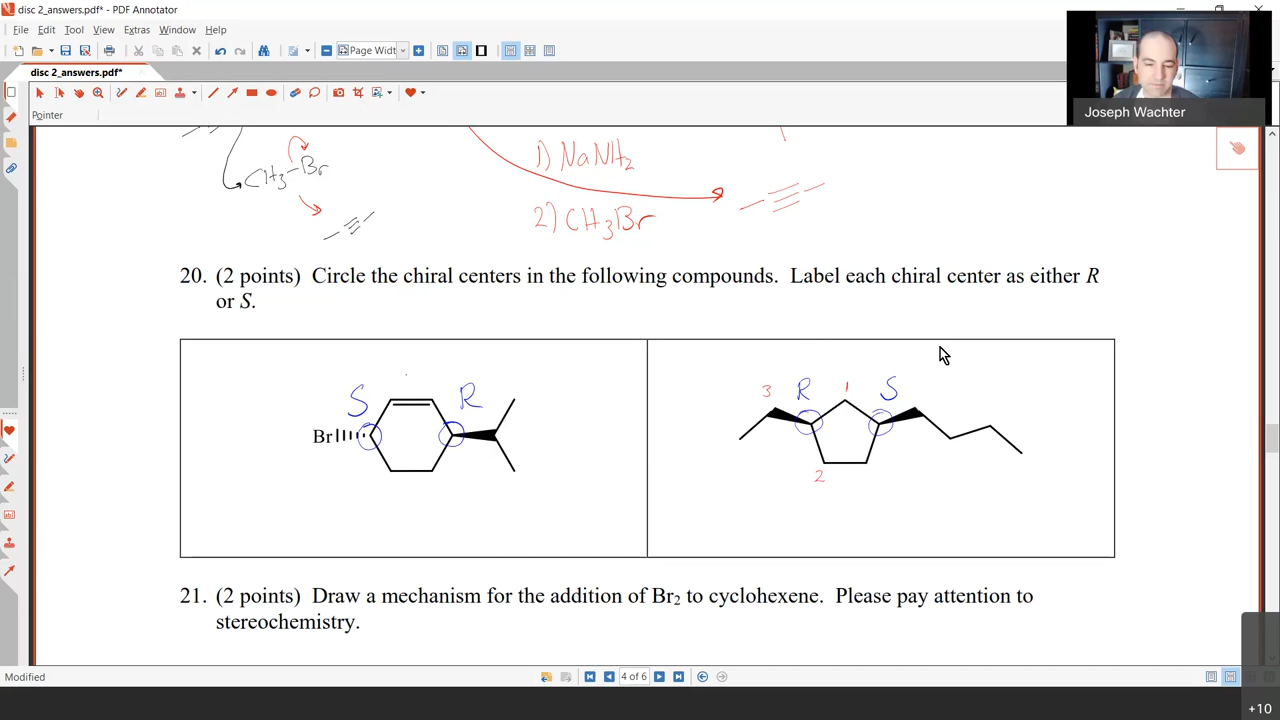 disc 2_answers.pdf* - PDF Annotator
File Edit Tool View Extras Window Help
Page Widt
disc 2_answers.pdf*
Pointer
Joseph Wachter
CH3-Br
1) NaNH2
2) CH3Br
20. (2 points) Circle the chiral centers in the following compounds. Label each chiral center as either R
or S.
S R
Br
3 R 1 S
2
21. (2 points) Draw a mechanism for the addition of Br2 to cyclohexene. Please pay attention to
stereochemistry.
Modified
4 of 6
+10